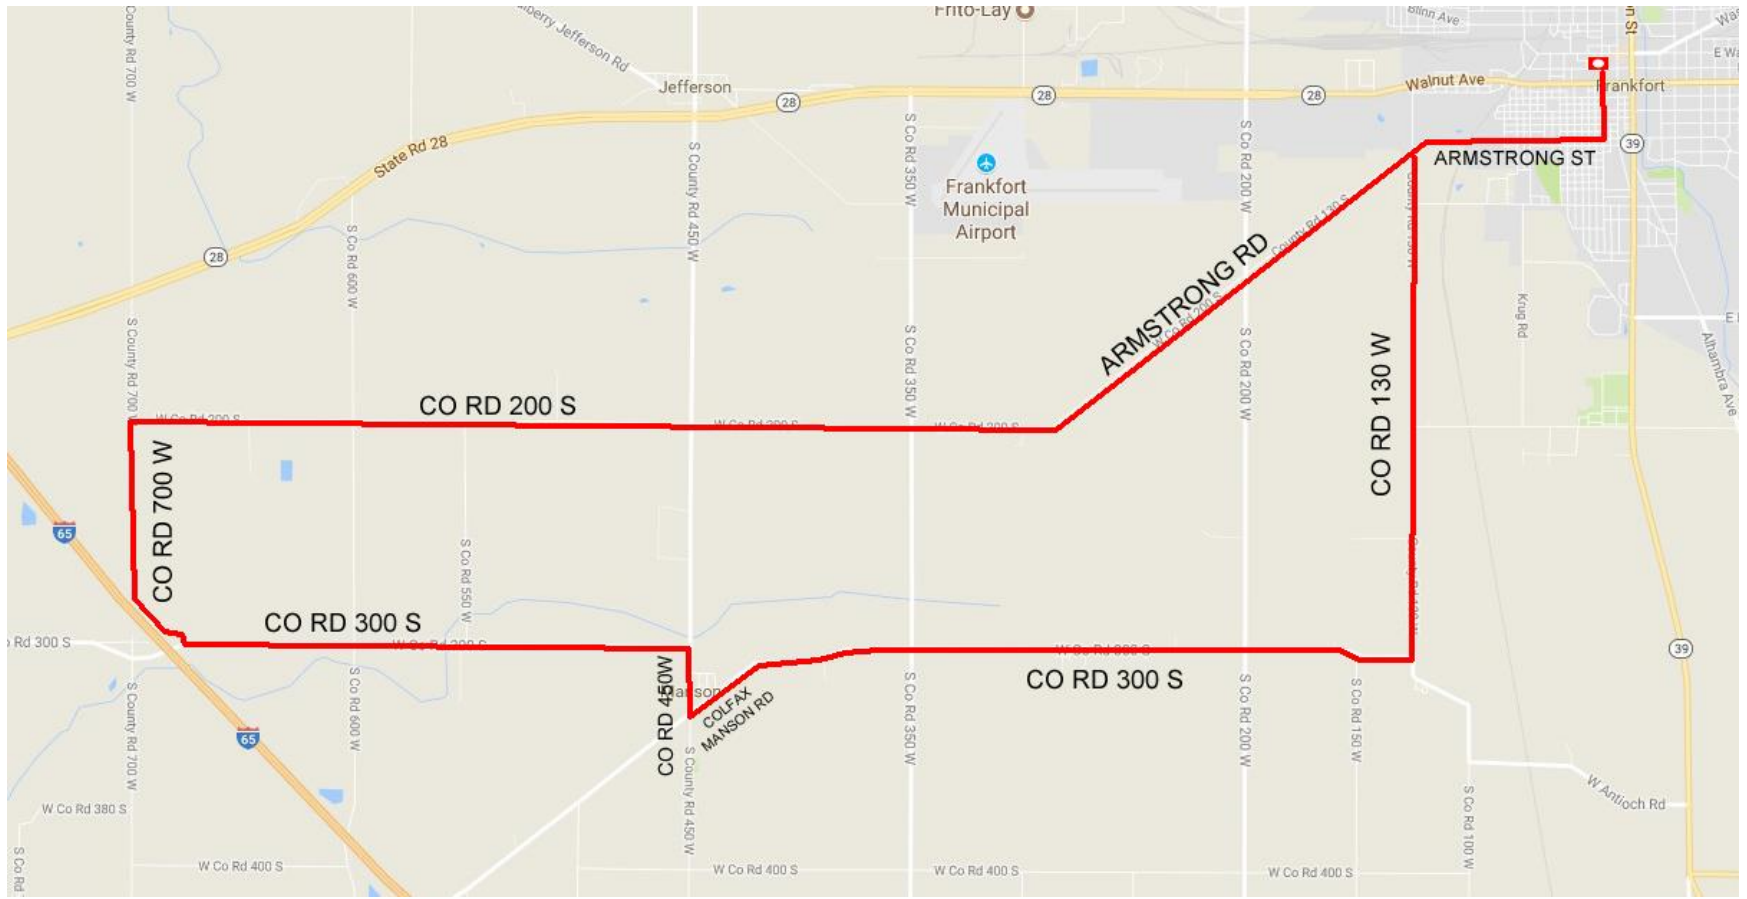 Frito-Lay
Blinn Ave
County Rd 700 W
Jefferson Rd
Jefferson
28
28
28
Walnut Ave
Frankfort
S County Rd 450 W
S Co Rd 350 W
S Co Rd 200 W
39
ARMSTRONG ST
State Rd 28
Frankfort
Municipal
Airport
County Rd 130 S
28
S Co Rd 600 W
ARMSTRONG RD
W Co Rd 200 S
Krug Rd
S County Rd 700 W
S Co Rd 350 W
S Co Rd 200 W
Alhambra Ave
CO RD 130 W
CO RD 200 S
W Co Rd 200 S
W Co Rd 200 S
W Co Rd 200 S
CO RD 700 W
65
S Co Rd 550 W
CO RD 300 S
W Co Rd 300 S
Rd 300 S
W Co Rd 300 S
39
CO RD 450W
Manson
COLFAX
MANSON RD
CO RD 300 S
S County Rd 700 W
S Co Rd 600 W
65
S County Rd 450 W
S Co Rd 350 W
S Co Rd 200 W
S Co Rd 150 W
W Co Rd 380 S
S Co Rd 100 W
W Antioch Rd
S Co Rd
W Co Rd 400 S
W Co Rd 400 S
W Co Rd 400 S
W Co Rd 400 S